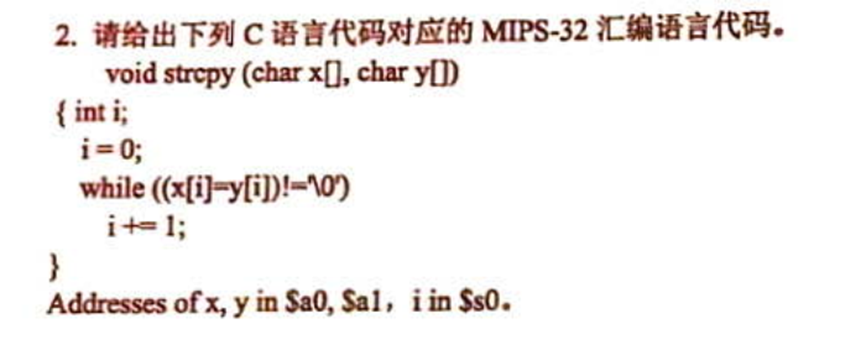 2. 请给出下列 C 语言代码对应的 MIPS-32 汇编语言代码。
void strcpy (char x[], char y[])
{ int i;
i = 0;
while ((x[i]=y[i])!='\0')
i += 1;
}
Addresses of x, y in $a0, $a1, i in $s0。